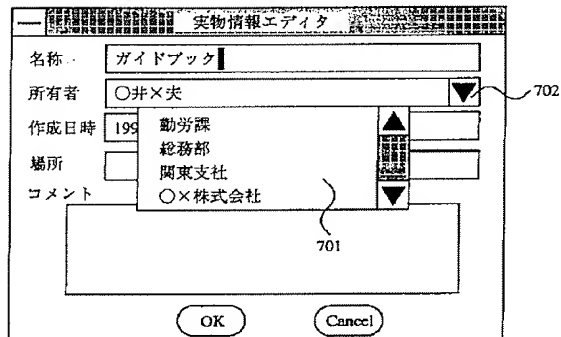 実物情報エディタ
名称
ガイドブック
所有者
○井×夫
702
作成日時
199
勤労課
総務部
場所
関東支社
コメント
○×株式会社
701
OK
Cancel